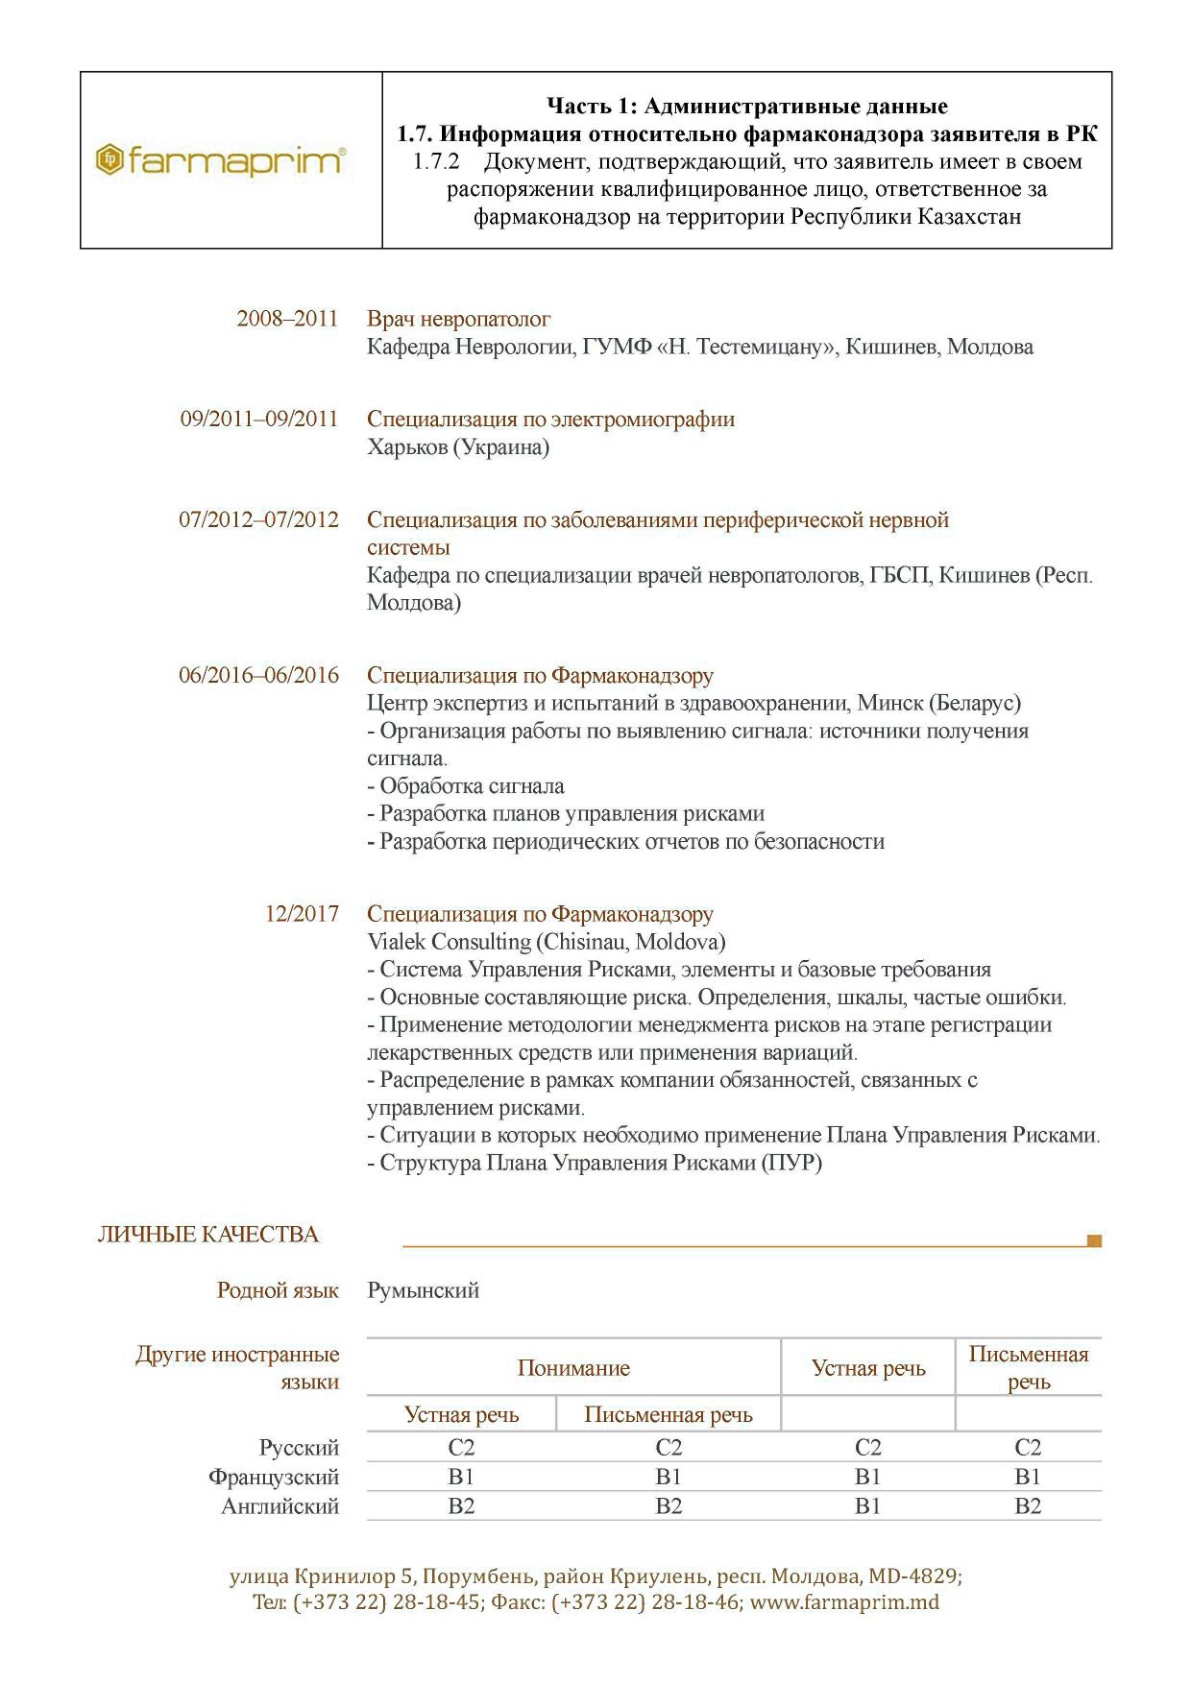 farmaprim®
Часть 1: Административные данные
1.7. Информация относительно фармаконадзора заявителя в РК
1.7.2 Документ, подтверждающий, что заявитель имеет в своем
распоряжении квалифицированное лицо, ответственное за
фармаконадзор на территории Республики Казахстан
2008–2011 Врач невропатолог
Кафедра Неврологии, ГУМФ «Н. Тестемицану», Кишинев, Молдова
09/2011–09/2011 Специализация по электромиографии
Харьков (Украина)
07/2012–07/2012 Специализация по заболеваниями периферической нервной
системы
Кафедра по специализации врачей невропатологов, ГБСП, Кишинев (Респ.
Молдова)
06/2016–06/2016 Специализация по Фармаконадзору
Центр экспертиз и испытаний в здравоохранении, Минск (Беларус)
- Организация работы по выявлению сигнала: источники получения
сигнала.
- Обработка сигнала
- Разработка планов управления рисками
- Разработка периодических отчетов по безопасности
12/2017 Специализация по Фармаконадзору
Vialek Consulting (Chisinau, Moldova)
- Система Управления Рисками, элементы и базовые требования
- Основные составляющие риска. Определения, шкалы, частые ошибки.
- Применение методологии менеджмента рисков на этапе регистрации
лекарственных средств или применения вариаций.
- Распределение в рамках компании обязанностей, связанных с
управлением рисками.
- Ситуации в которых необходимо применение Плана Управления Рисками.
- Структура Плана Управления Рисками (ПУР)
ЛИЧНЫЕ КАЧЕСТВА
Родной язык Румынский
Другие иностранные
языки
Понимание Устная речь Письменная
речь
Устная речь Письменная речь
Русский C2 C2 C2 C2
Французский B1 B1 B1 B1
Английский B2 B2 B1 B2
улица Кринилор 5, Порумбень, район Криулень, респ. Молдова, MD-4829;
Тел: (+373 22) 28-18-45; Факс: (+373 22) 28-18-46; www.farmaprim.md